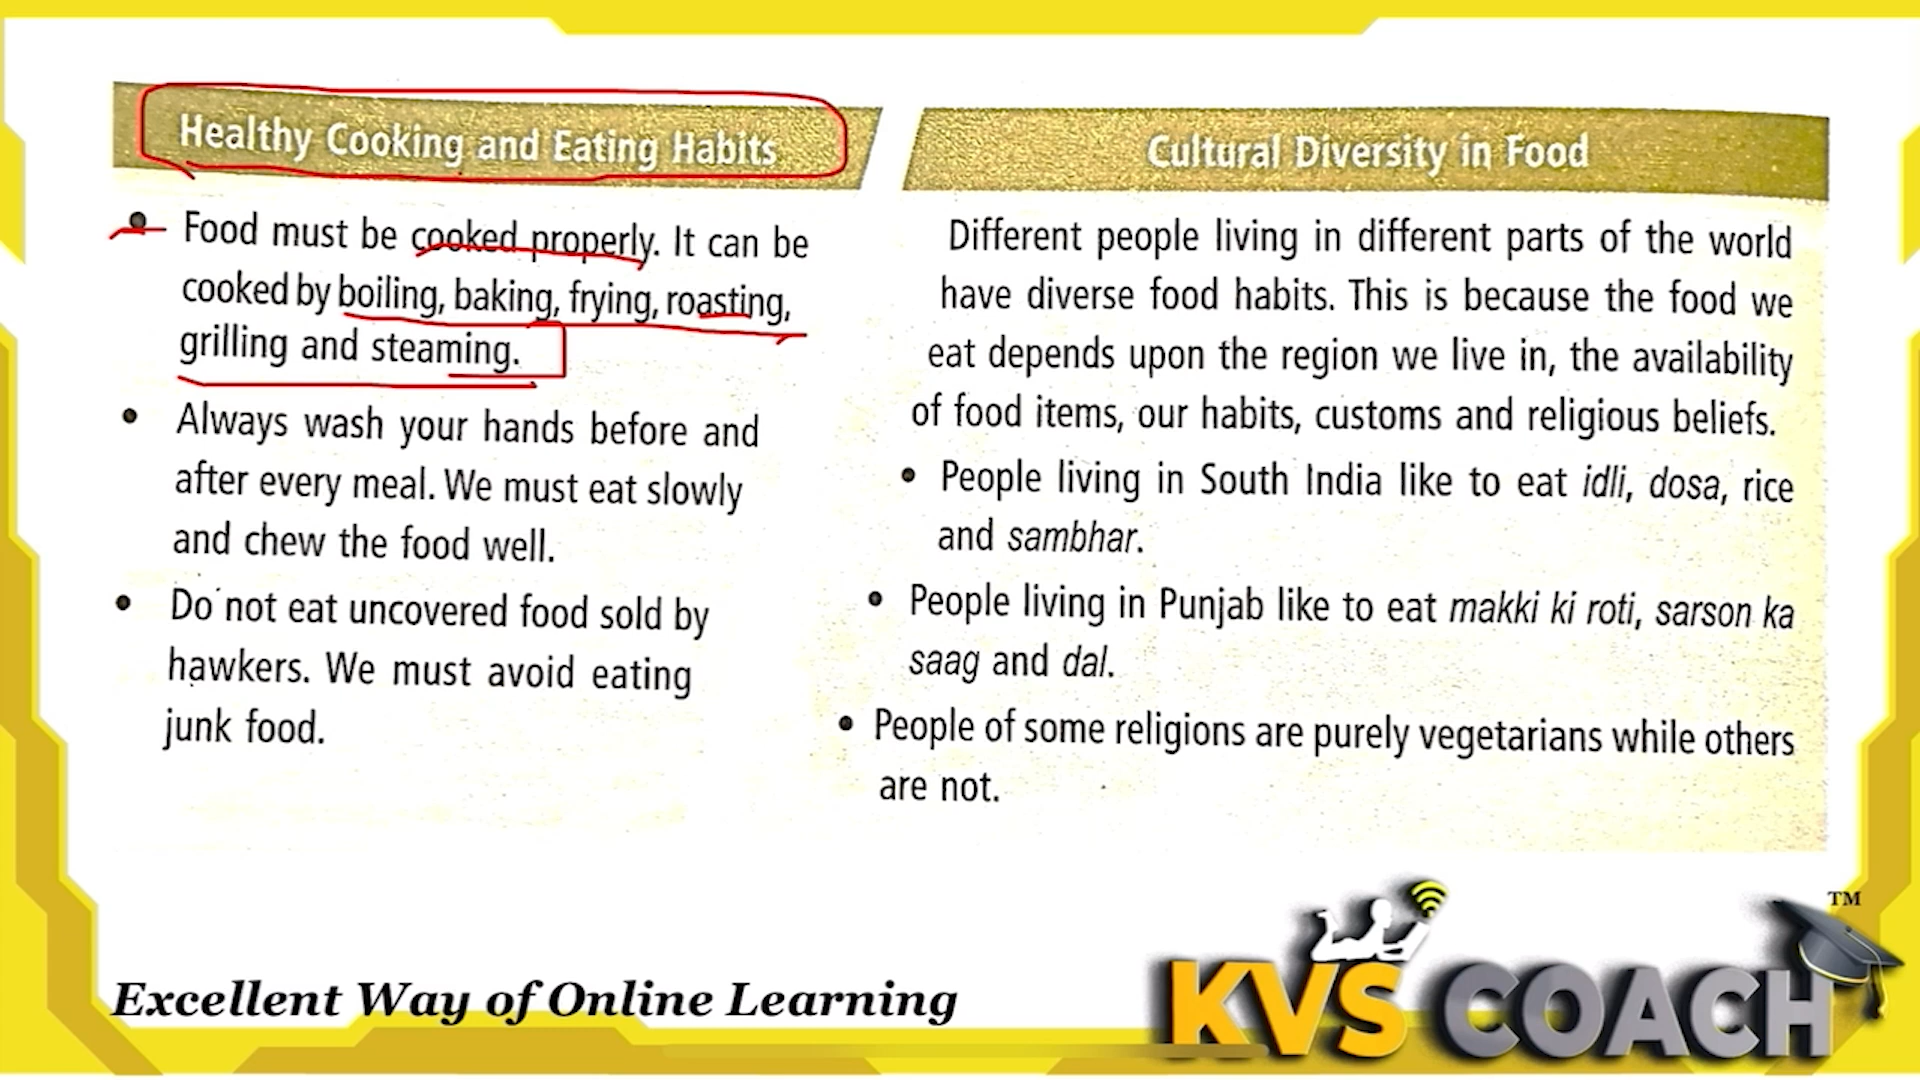 Healthy Cooking and Eating Habits
Food must be cooked properly. It can be
cooked by boiling, baking, frying, roasting,
grilling and steaming.
Always wash your hands before and
after every meal. We must eat slowly
and chew the food well.
Do not eat uncovered food sold by
hawkers. We must avoid eating
junk food.
Cultural Diversity in Food
Different people living in different parts of the world
have diverse food habits. This is because the food we
eat depends upon the region we live in, the availability
of food items, our habits, customs and religious beliefs.
People living in South India like to eat idli, dosa, rice
and sambhar.
People living in Punjab like to eat makki ki roti, sarson ka
saag and dal.
People of some religions are purely vegetarians while others
are not.
Excellent Way of Online Learning
KVS COACH
TM